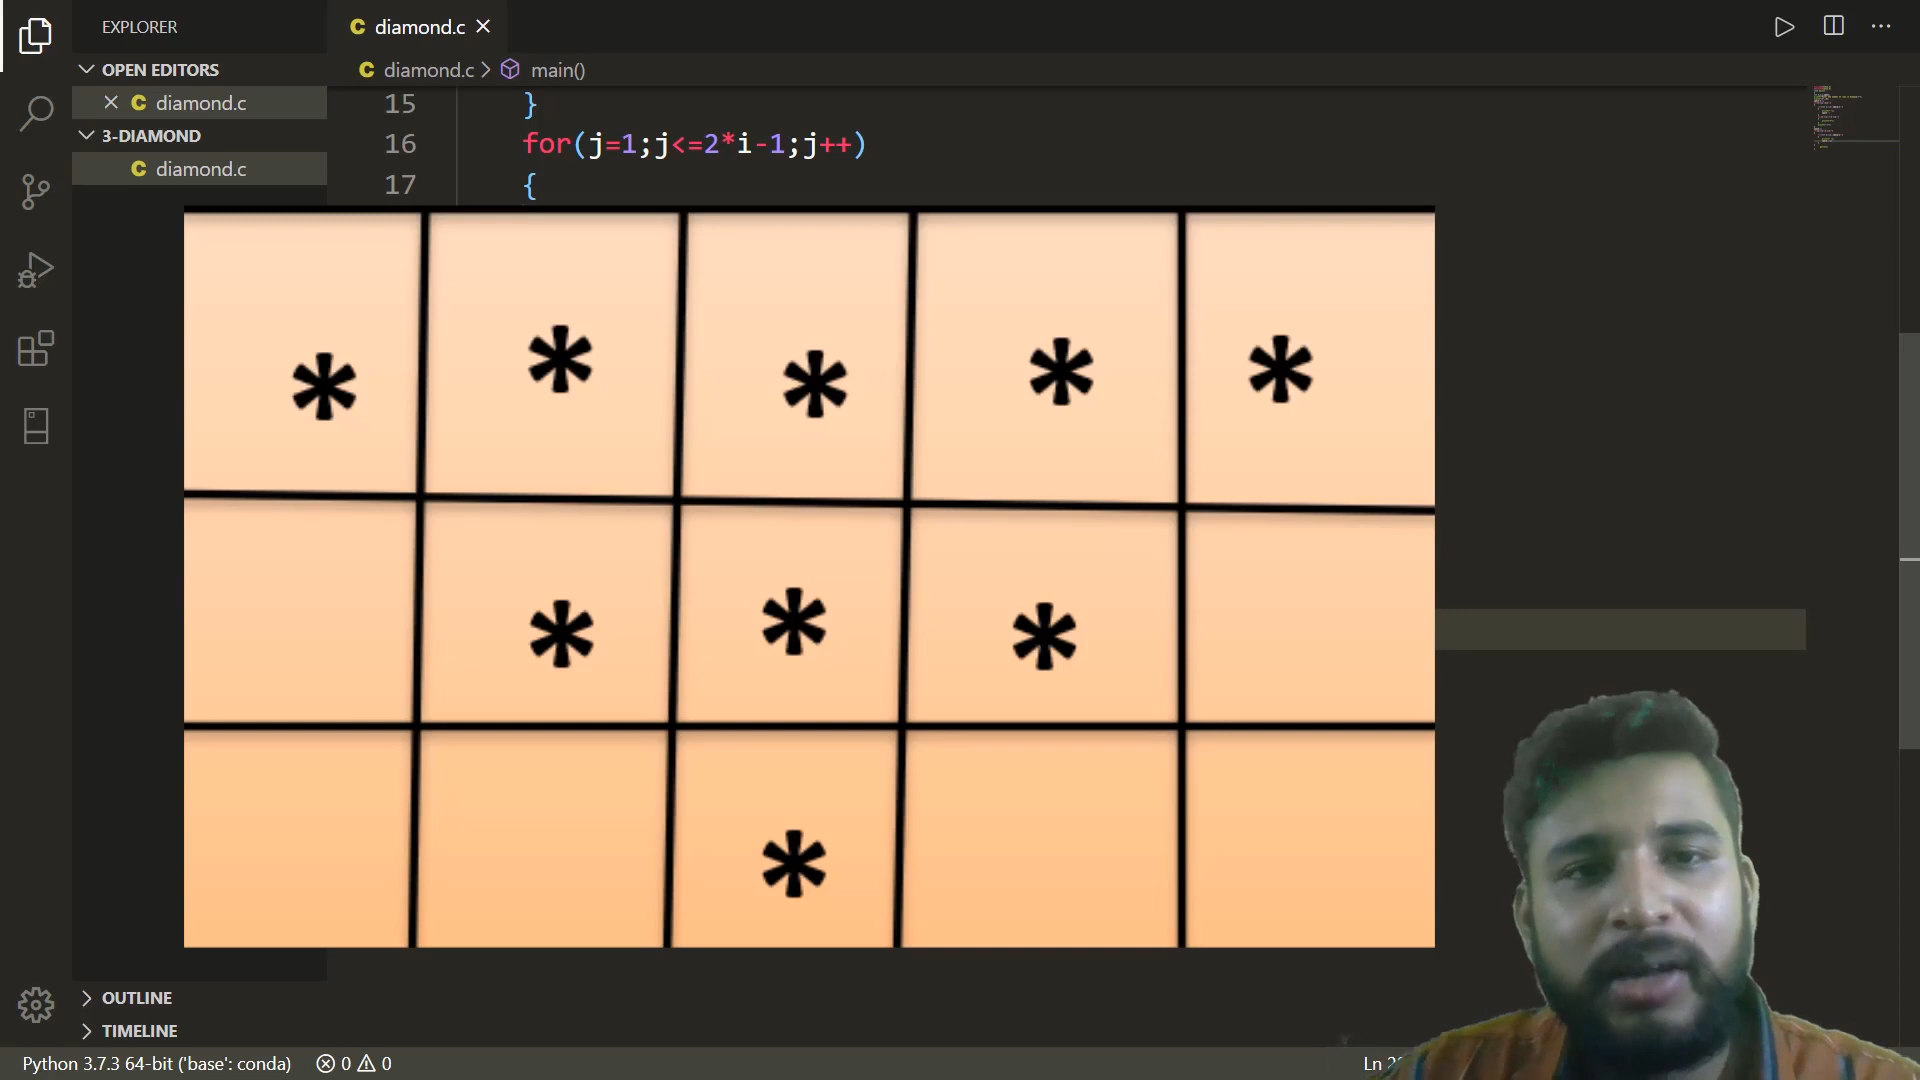 EXPLORER
C diamond.c
OPEN EDITORS
C diamond.c > main()
C diamond.c
3-DIAMOND
C diamond.c
15 }
16 for(j=1;j<=2*i-1;j++)
17 {
* * * * *
* * *
*
OUTLINE
TIMELINE
Python 3.7.3 64-bit ('base': conda) 0 0
Ln